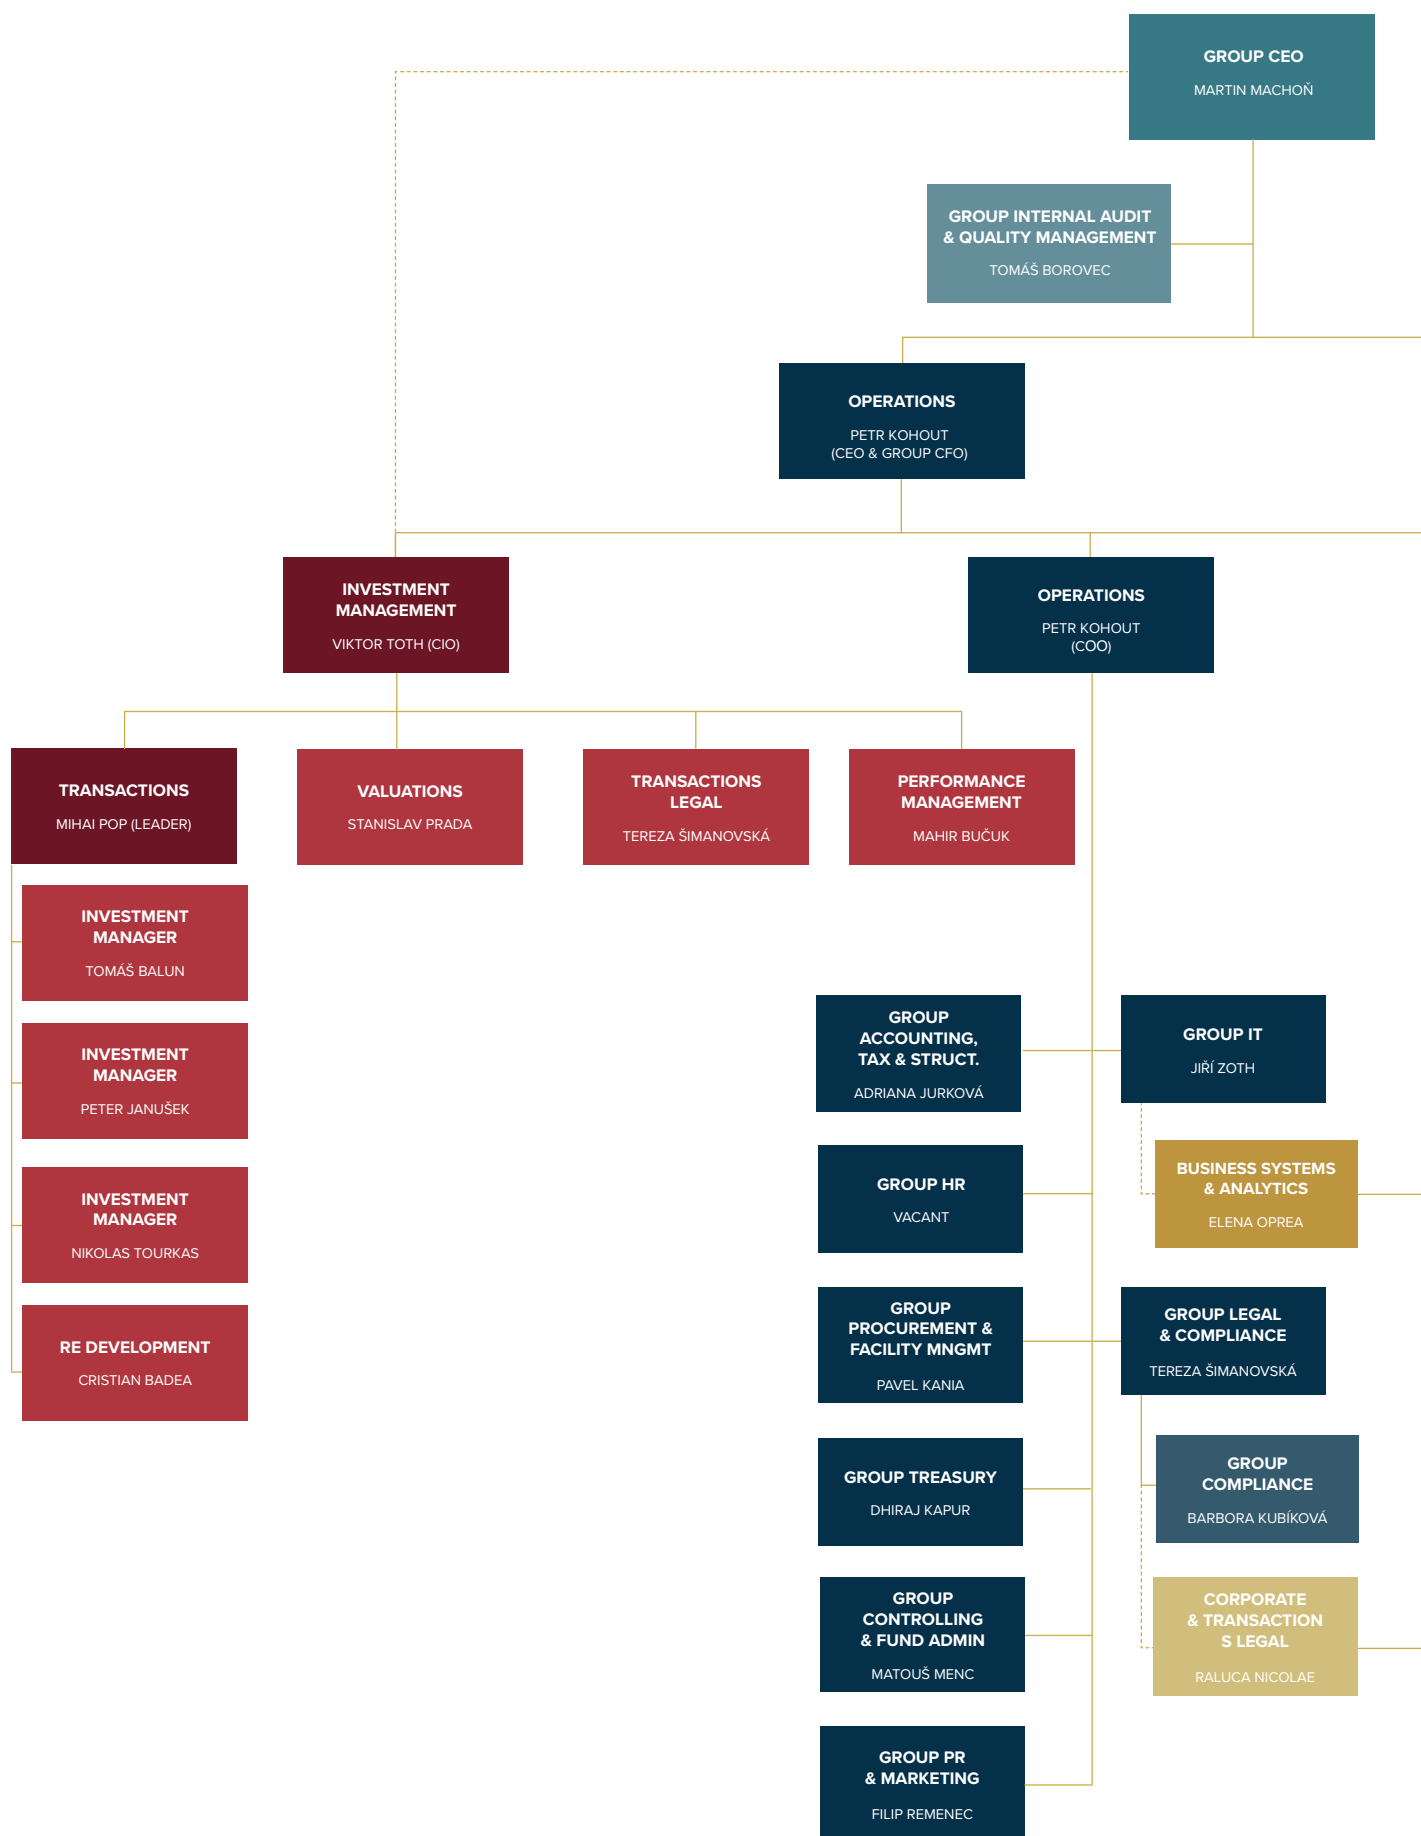 GROUP CEO
MARTIN MACHOŇ
GROUP INTERNAL AUDIT
& QUALITY MANAGEMENT
TOMÁŠ BOROVEC
OPERATIONS
PETR KOHOUT
(CEO & GROUP CFO)
INVESTMENT
MANAGEMENT
VIKTOR TOTH (CIO)
OPERATIONS
PETR KOHOUT
(COO)
TRANSACTIONS
MIHAI POP (LEADER)
VALUATIONS
STANISLAV PRADA
TRANSACTIONS
LEGAL
TEREZA ŠIMANOVSKÁ
PERFORMANCE
MANAGEMENT
MAHIR BUČUK
INVESTMENT
MANAGER
TOMÁŠ BALUN
INVESTMENT
MANAGER
PETER JANUŠEK
INVESTMENT
MANAGER
NIKOLAS TOURKAS
RE DEVELOPMENT
CRISTIAN BADEA
GROUP
ACCOUNTING,
TAX & STRUCT.
ADRIANA JURKOVÁ
GROUP IT
JIŘÍ ZOTH
GROUP HR
VACANT
BUSINESS SYSTEMS
& ANALYTICS
ELENA OPREA
GROUP
PROCUREMENT &
FACILITY MNGMT
PAVEL KANIA
GROUP LEGAL
& COMPLIANCE
TEREZA ŠIMANOVSKÁ
GROUP TREASURY
DHIRAJ KAPUR
GROUP
COMPLIANCE
BARBORA KUBÍKOVÁ
GROUP
CONTROLLING
& FUND ADMIN
MATOUŠ MENC
CORPORATE
& TRANSACTION
S LEGAL
RALUCA NICOLAE
GROUP PR
& MARKETING
FILIP REMENEC